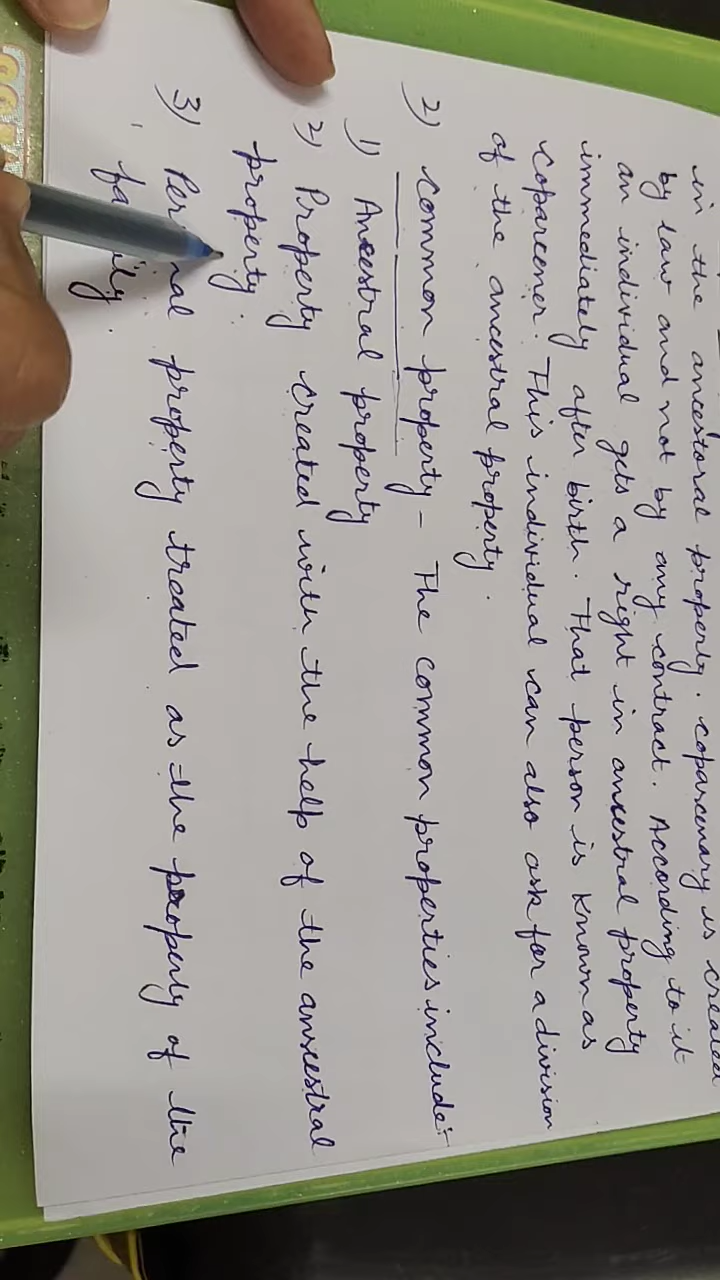 in the ancestoral property. coparcenary is created
by law and not by any contract. According to it
an individual gets a right in ancestral property
immediately after birth. That person is known as
coparcener. This individual can also ask for a division
of the ancestral property.
2) Common property - The common properties include:-
1) Ancestral property
2) Property created with the help of the ancestral
property.
3) property treated as the property of the